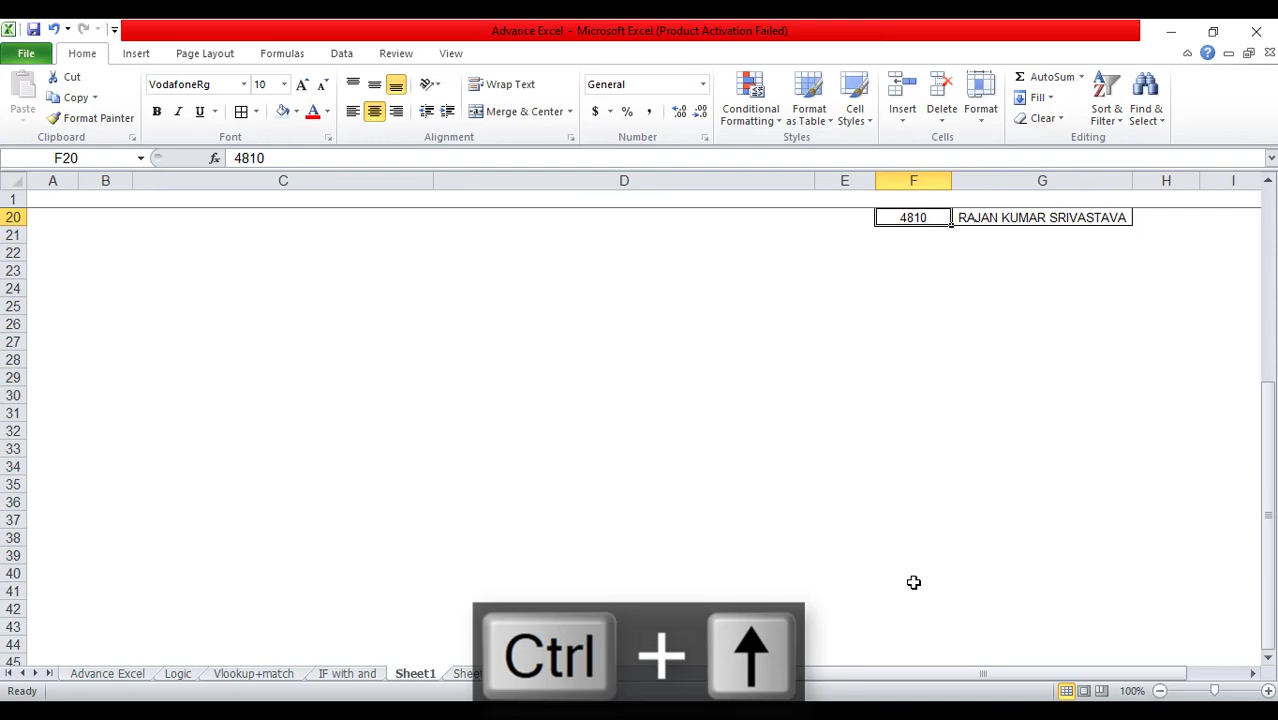 Advance Excel - Microsoft Excel (Product Activation Failed)
File Home Insert Page Layout Formulas Data Review View
Paste
Cut
Copy
Format Painter
Clipboard
VodafoneRg 10
B I U
Font
Wrap Text
Merge & Center
Alignment
General
$ % ,
Number
Conditional Formatting
Format as Table
Cell Styles
Styles
Insert
Delete
Format
Cells
AutoSum
Fill
Clear
Sort & Filter
Find & Select
Editing
F20 fx 4810
A B C D E F G H I
1
20 4810 RAJAN KUMAR SRIVASTAVA
21
22
23
24
25
26
27
28
29
30
31
32
33
34
35
36
37
38
39
40
41
42
43
44
45
Ctrl + ↑
Advance Excel Logic Vlookup+match IF with and Sheet1 Shee
Ready 100%